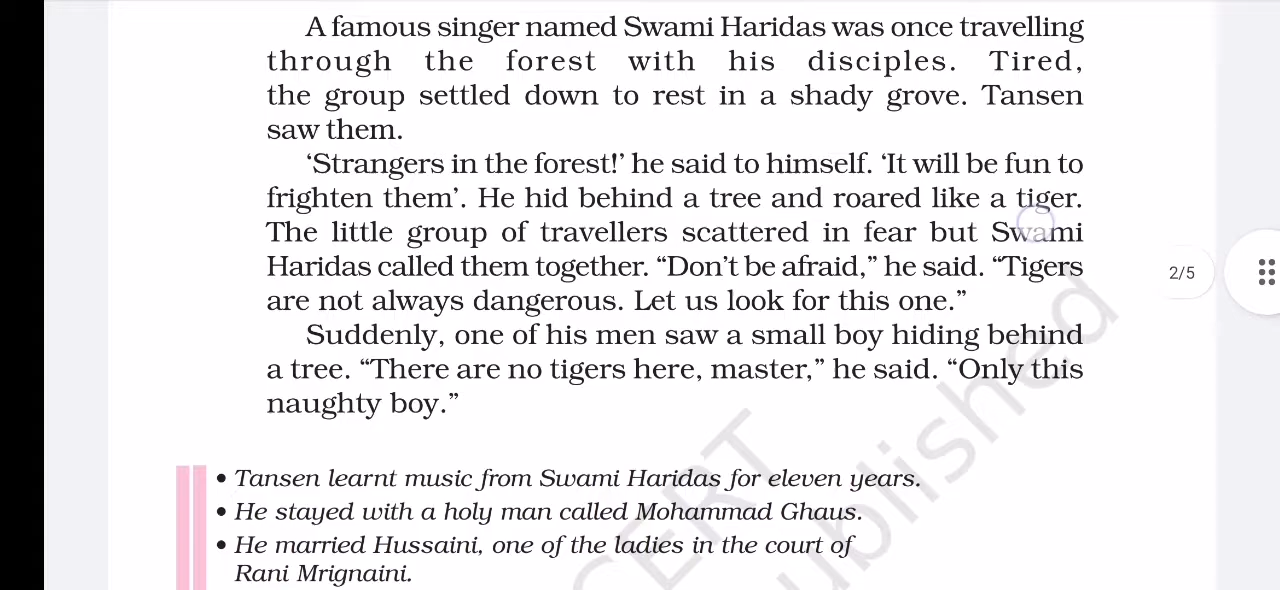 A famous singer named Swami Haridas was once travelling
through the forest with his disciples. Tired,
the group settled down to rest in a shady grove. Tansen
saw them.
‘Strangers in the forest!’ he said to himself. ‘It will be fun to
frighten them’. He hid behind a tree and roared like a tiger.
The little group of travellers scattered in fear but Swami
Haridas called them together. “Don’t be afraid,” he said. “Tigers
are not always dangerous. Let us look for this one.”
Suddenly, one of his men saw a small boy hiding behind
a tree. “There are no tigers here, master,” he said. “Only this
naughty boy.”
2/5
• Tansen learnt music from Swami Haridas for eleven years.
• He stayed with a holy man called Mohammad Ghaus.
• He married Hussaini, one of the ladies in the court of
Rani Mrignaini.